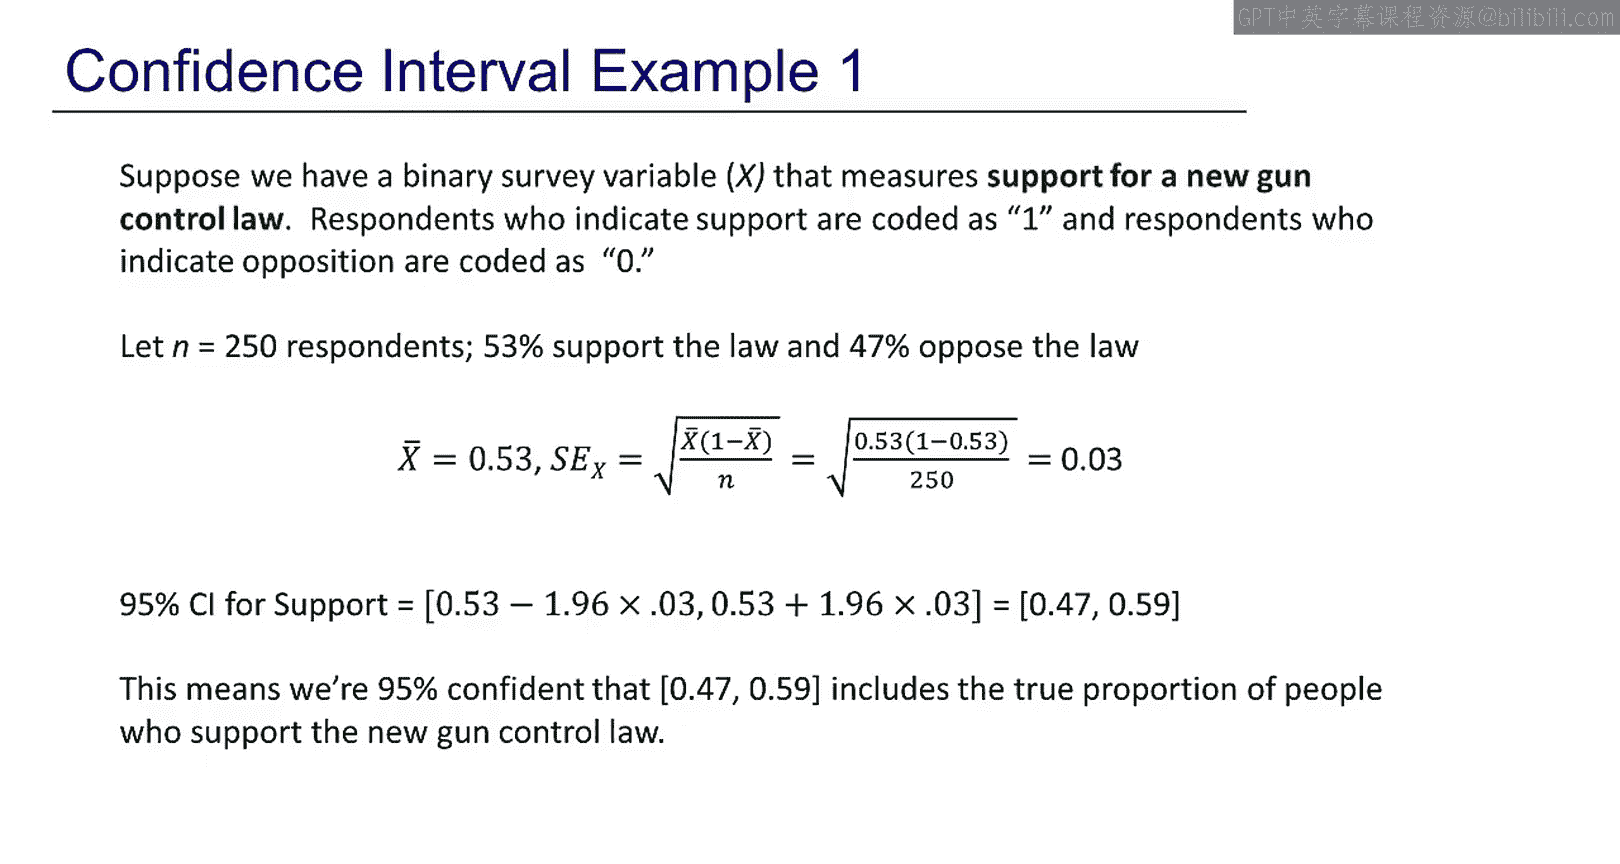 GPT中英字幕课程资源@bilibili.com
Confidence Interval Example 1
Suppose we have a binary survey variable (X) that measures support for a new gun
control law.  Respondents who indicate support are coded as “1” and respondents who
indicate opposition are coded as  “0.”
Let n = 250 respondents; 53% support the law and 47% oppose the law
X̄ = 0.53, SE_X = √(X̄(1−X̄)/n) = √(0.53(1−0.53)/250) = 0.03
95% CI for Support = [0.53 − 1.96 × .03, 0.53 + 1.96 × .03] = [0.47, 0.59]
This means we’re 95% confident that [0.47, 0.59] includes the true proportion of people
who support the new gun control law.